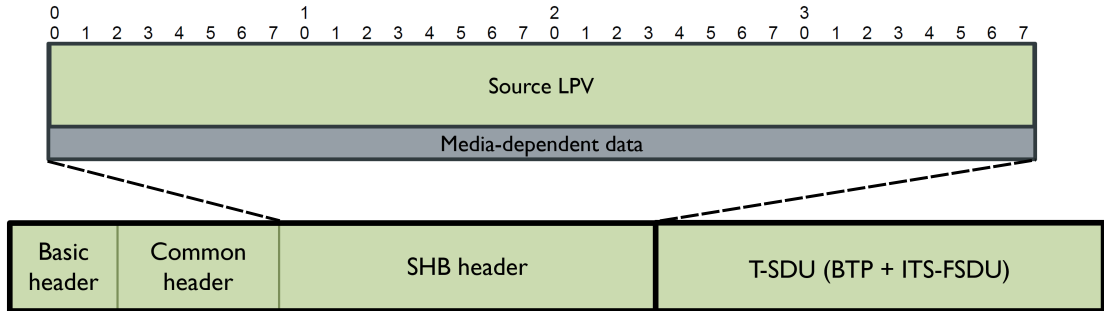 0 1 2 3
0 1 2 3 4 5 6 7 0 1 2 3 4 5 6 7 0 1 2 3 4 5 6 7 0 1 2 3 4 5 6 7
Source LPV
Media-dependent data
Basic header
Common header
SHB header
T-SDU (BTP + ITS-FSDU)